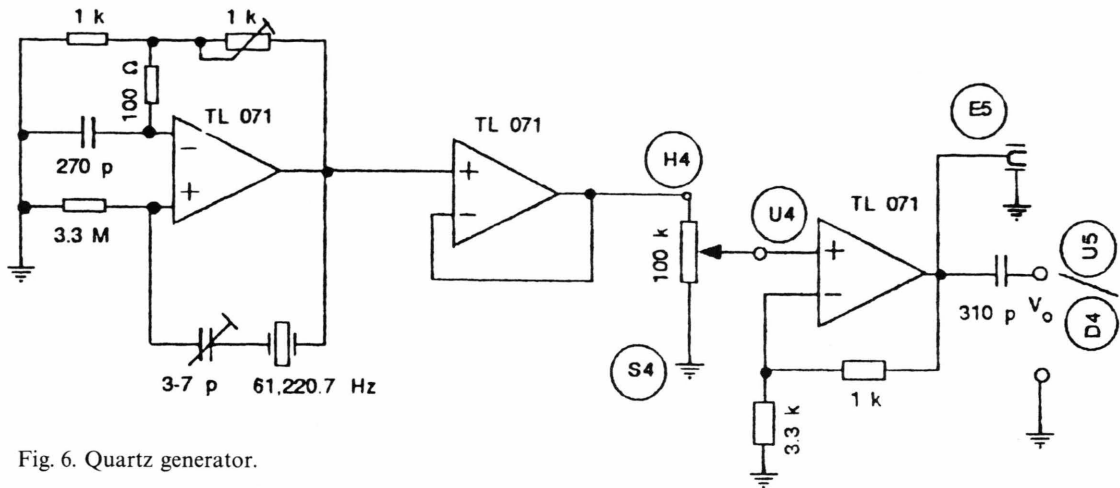 1 k
1 k
100 Ω
TL 071
270 p
−
+
3.3 M
3-7 p
61,220.7 Hz
TL 071
+
−
H4
100 k
S4
U4
TL 071
+
−
E5
310 p
V₀
U5
D4
1 k
3.3 k
Fig. 6. Quartz generator.